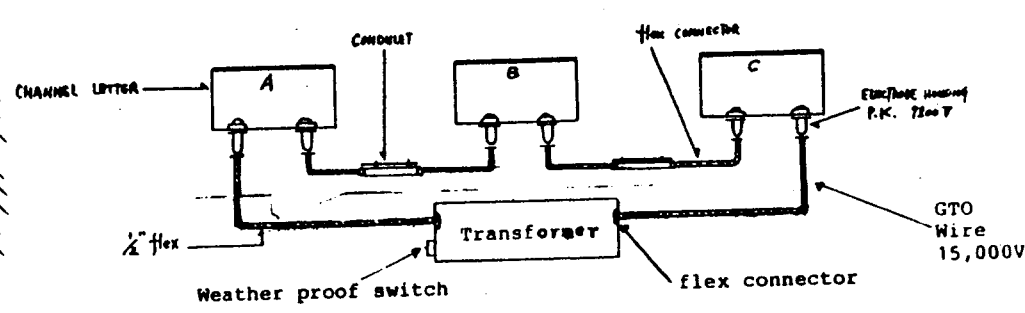 CONDULET
flex CONNECTOR
CHANNEL LETTER
A
B
C
ELECTRODE HOUSING
P.K. 7200 V
Transformer
GTO
Wire
15,000V
1/2" flex
Weather proof switch
flex connector